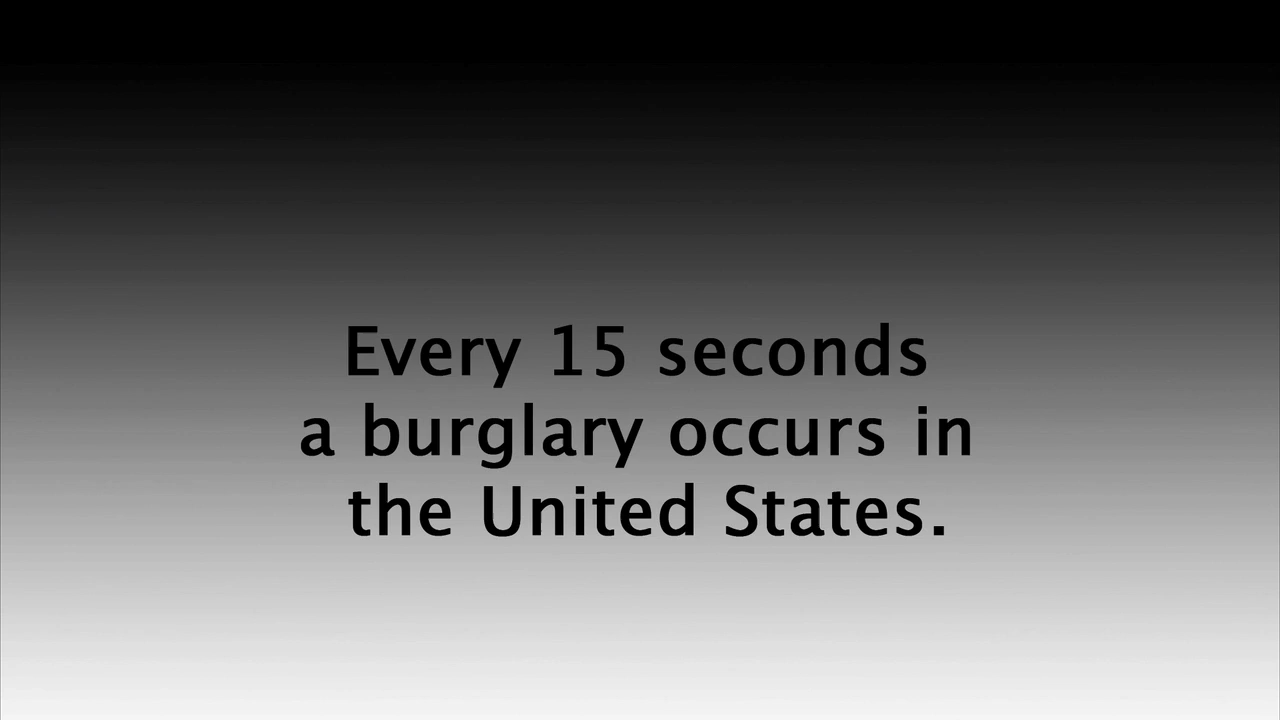 Every 15 seconds
a burglary occurs in
the United States.